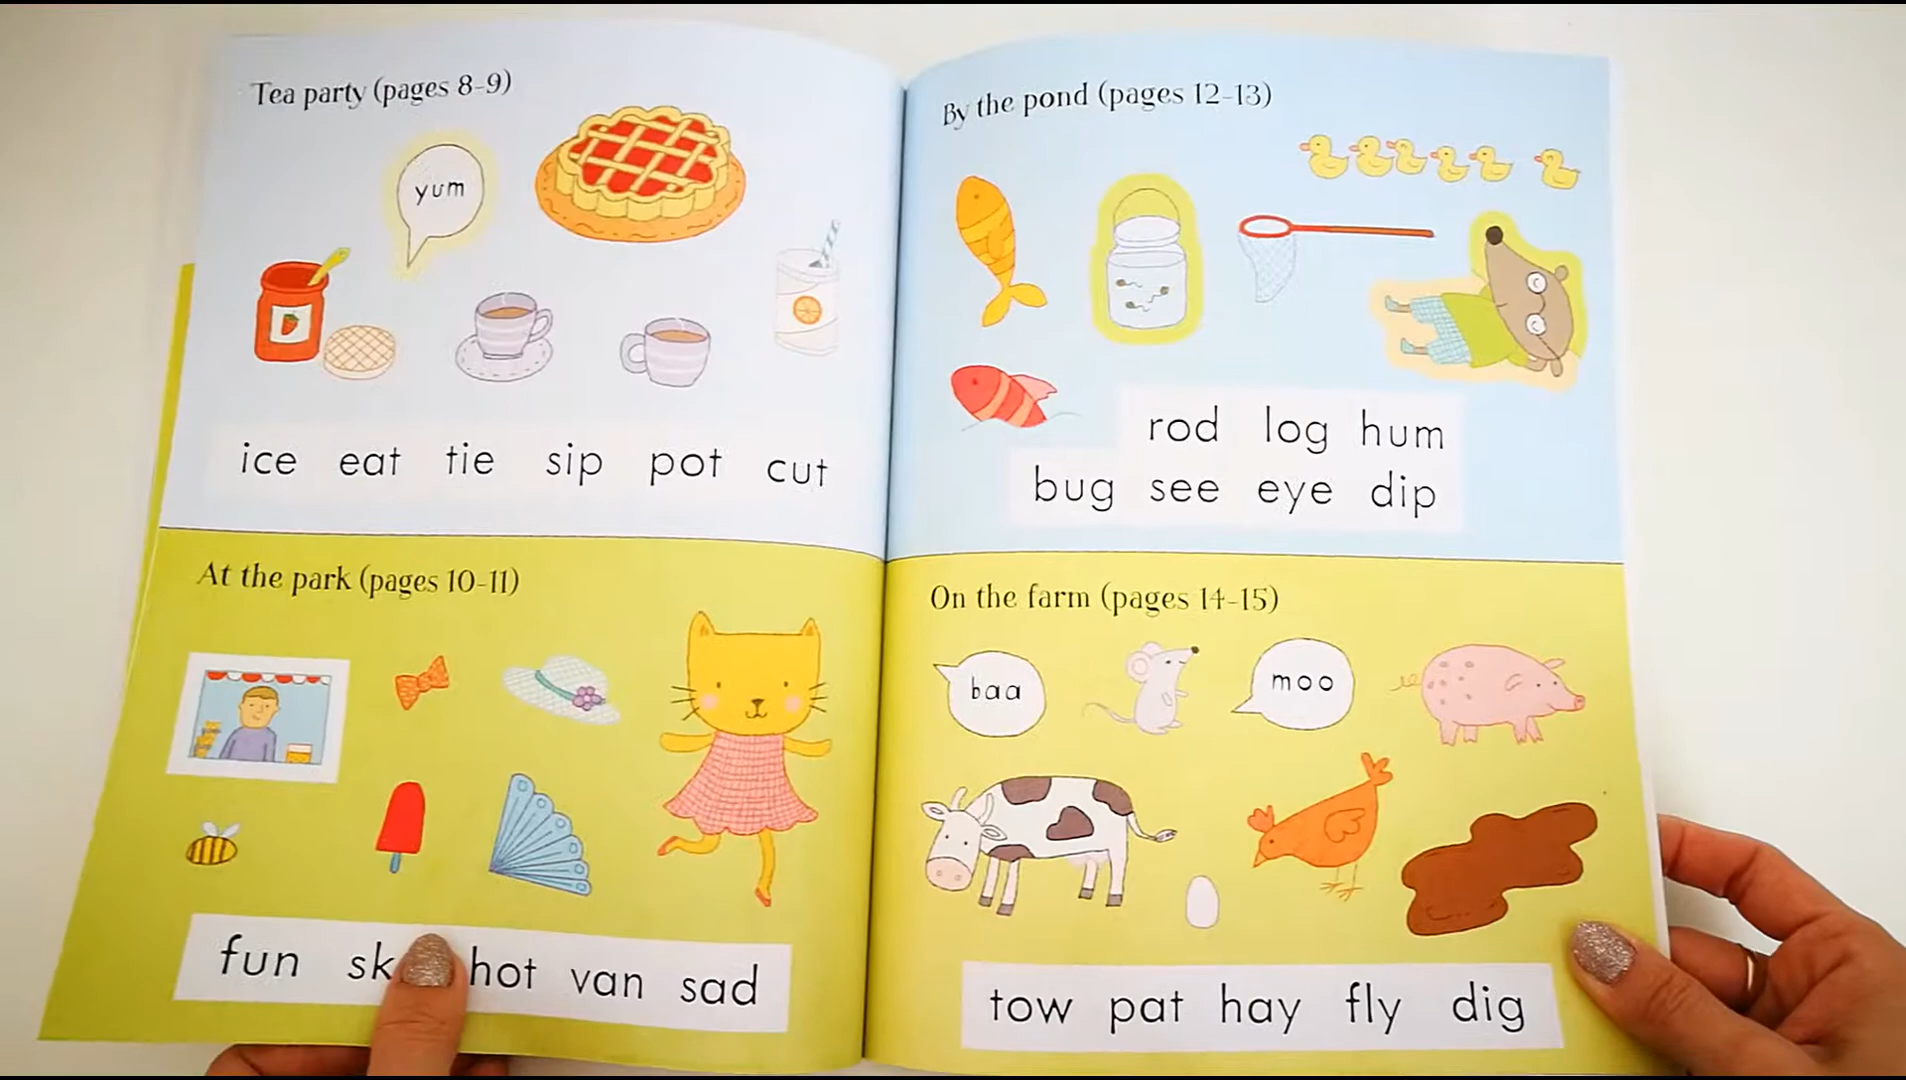 Tea party (pages 8-9)
yum
ice eat tie sip pot cut
At the park (pages 10-11)
fun hot van sad
By the pond (pages 12-13)
rod log hum
bug see eye dip
On the farm (pages 14-15)
baa
moo
tow pat hay fly dig